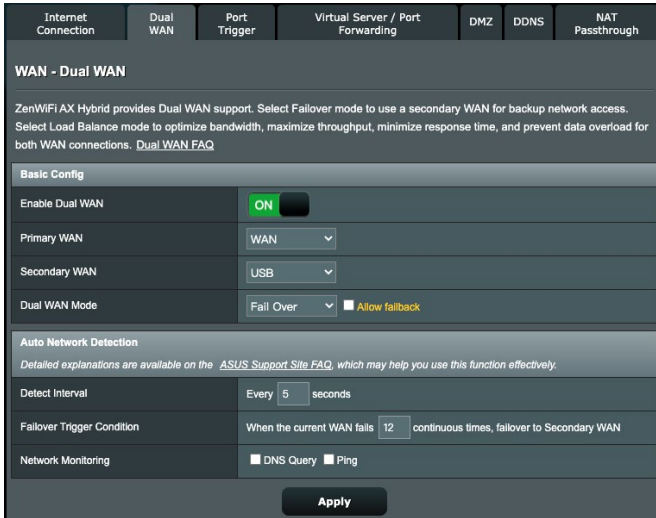 Internet Connection
Dual WAN
Port Trigger
Virtual Server / Port Forwarding
DMZ
DDNS
NAT Passthrough
WAN - Dual WAN
ZenWiFi AX Hybrid provides Dual WAN support. Select Failover mode to use a secondary WAN for backup network access.
Select Load Balance mode to optimize bandwidth, maximize throughput, minimize response time, and prevent data overload for
both WAN connections. Dual WAN FAQ
Basic Config
Enable Dual WAN ON
Primary WAN WAN
Secondary WAN USB
Dual WAN Mode Fail Over Allow failback
Auto Network Detection
Detailed explanations are available on the ASUS Support Site FAQ, which may help you use this function effectively.
Detect Interval Every 5 seconds
Failover Trigger Condition When the current WAN fails 12 continuous times, failover to Secondary WAN
Network Monitoring DNS Query Ping
Apply